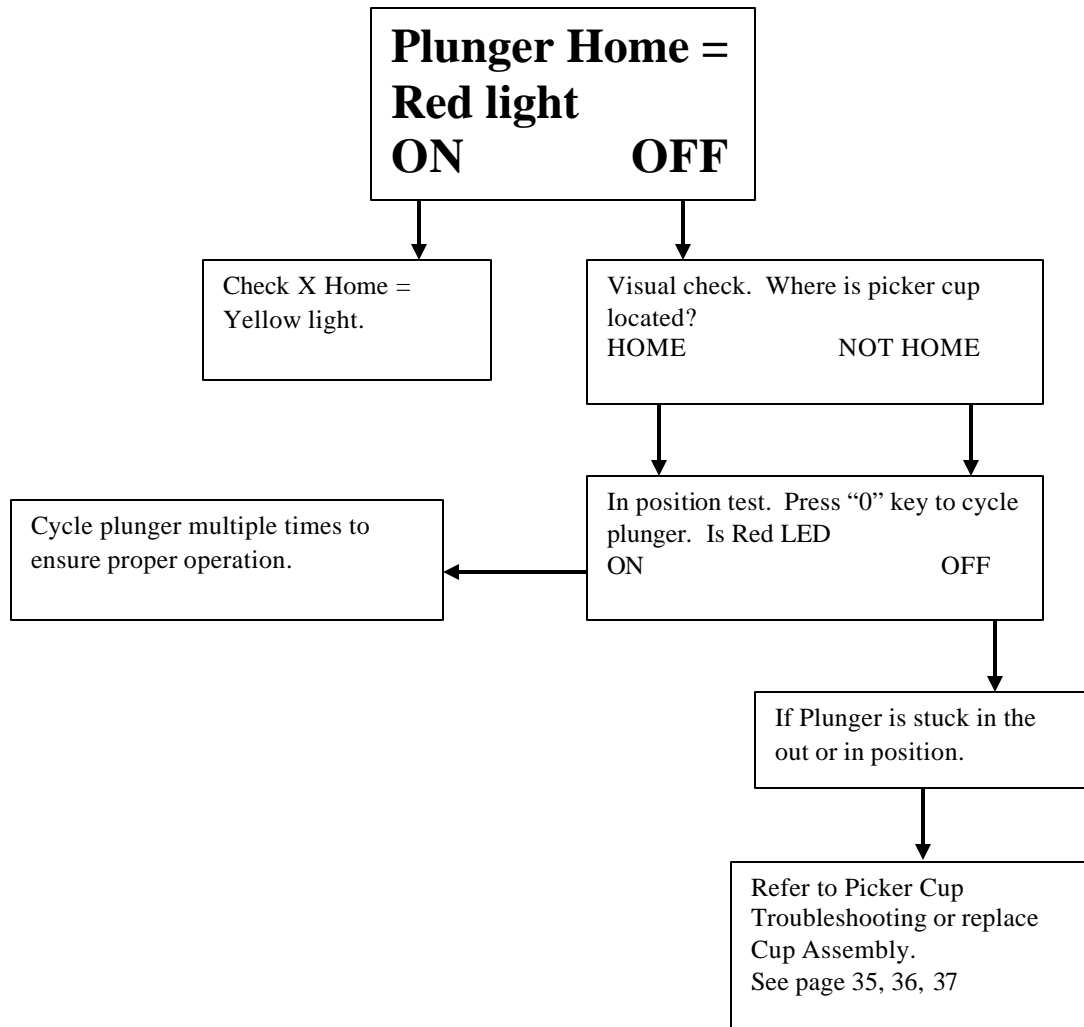 Plunger Home =
Red light
ON OFF
Check X Home =
Yellow light.
Visual check. Where is picker cup
located?
HOME NOT HOME
In position test. Press “0” key to cycle
plunger. Is Red LED
ON OFF
Cycle plunger multiple times to
ensure proper operation.
If Plunger is stuck in the
out or in position.
Refer to Picker Cup
Troubleshooting or replace
Cup Assembly.
See page 35, 36, 37